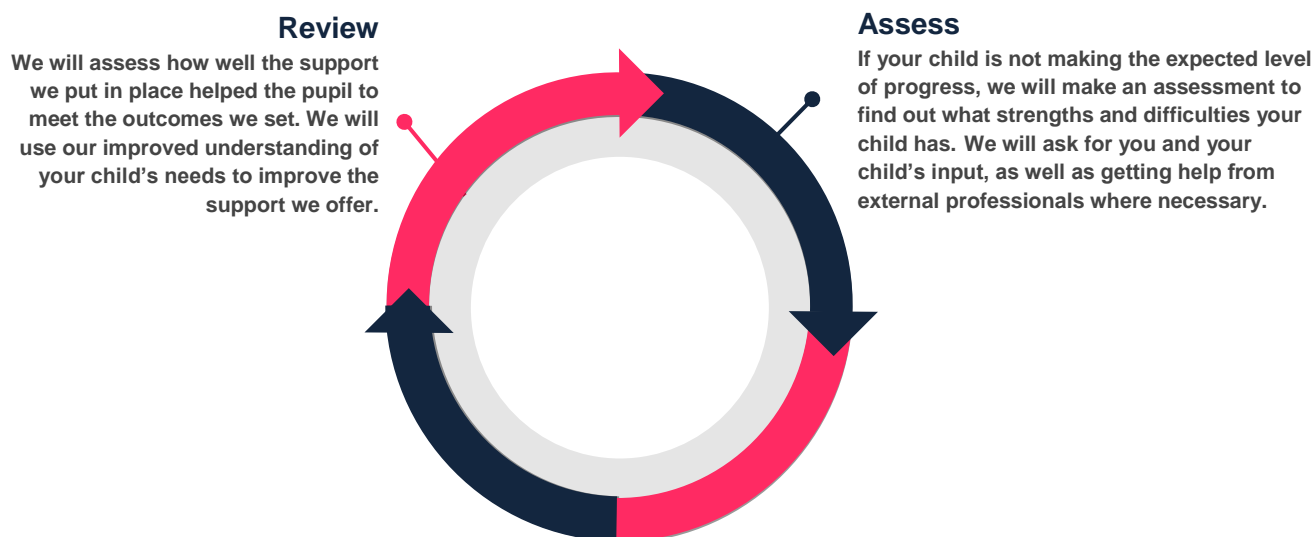 Review
We will assess how well the support
we put in place helped the pupil to
meet the outcomes we set. We will
use our improved understanding of
your child’s needs to improve the
support we offer.
Assess
If your child is not making the expected level
of progress, we will make an assessment to
find out what strengths and difficulties your
child has. We will ask for you and your
child’s input, as well as getting help from
external professionals where necessary.